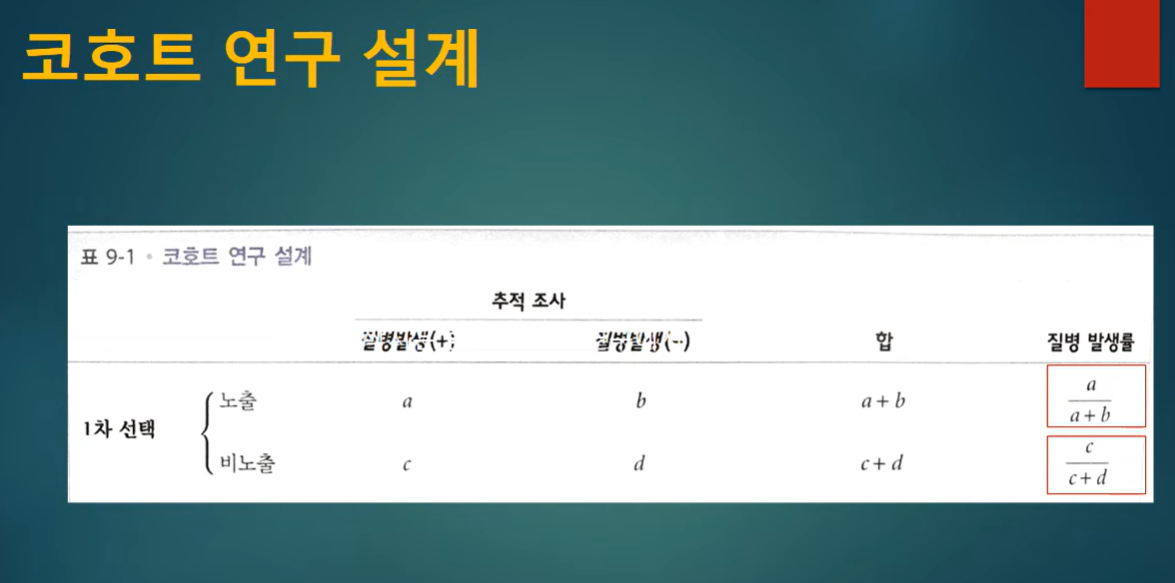 코호트 연구 설계
표 9-1 • 코호트 연구 설계
추적 조사
질병발생(+) 질병발생(-) 합 질병 발생률
노출 a b a + b a / a + b
1차 선택
비노출 c d c + d c / c + d